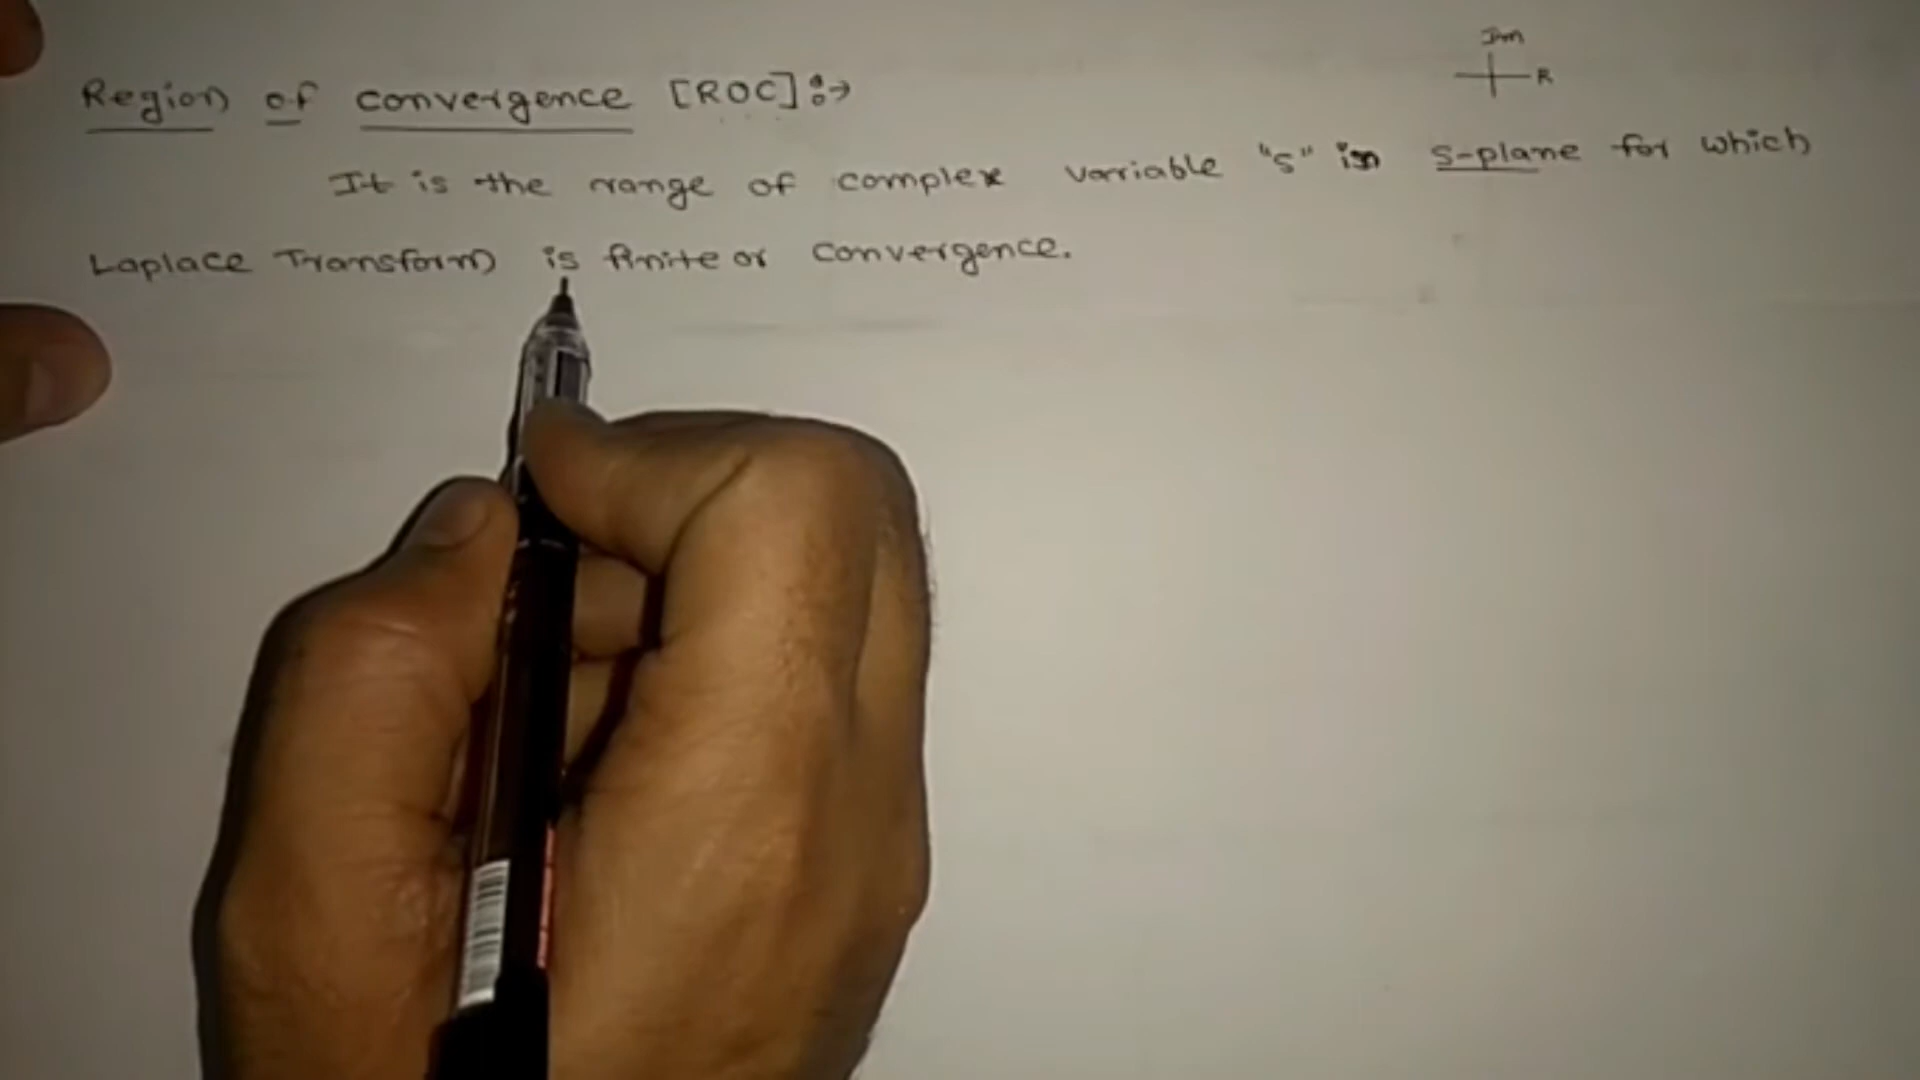 Im
R
Region of convergence [ROC]:→
It is the range of complex variable "s" in s-plane for which
Laplace Transform is finite or convergence.